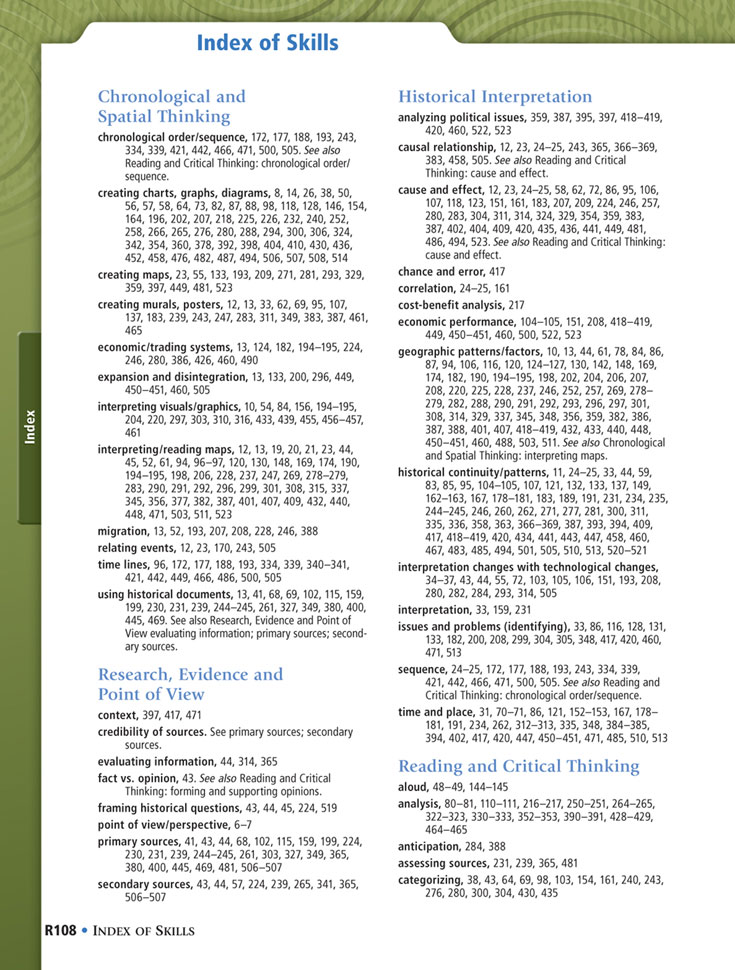 Index of Skills
Chronological and
Spatial Thinking
chronological order/sequence, 172, 177, 188, 193, 243,
334, 339, 421, 442, 466, 471, 500, 505. See also
Reading and Critical Thinking: chronological order/
sequence.
creating charts, graphs, diagrams, 8, 14, 26, 38, 50,
56, 57, 58, 64, 73, 82, 87, 88, 98, 118, 128, 146, 154,
164, 196, 202, 207, 218, 225, 226, 232, 240, 252,
258, 266, 265, 276, 280, 288, 294, 300, 306, 324,
342, 354, 360, 378, 392, 398, 404, 410, 430, 436,
452, 458, 476, 482, 487, 494, 506, 507, 508, 514
creating maps, 23, 55, 133, 193, 209, 271, 281, 293, 329,
359, 397, 449, 481, 523
creating murals, posters, 12, 13, 33, 62, 69, 95, 107,
137, 183, 239, 243, 247, 283, 311, 349, 383, 387, 461,
465
economic/trading systems, 13, 124, 182, 194–195, 224,
246, 280, 386, 426, 460, 490
expansion and disintegration, 13, 133, 200, 296, 449,
450–451, 460, 505
interpreting visuals/graphics, 10, 54, 84, 156, 194–195,
204, 220, 297, 303, 310, 316, 433, 439, 455, 456–457,
461
interpreting/reading maps, 12, 13, 19, 20, 21, 23, 44,
45, 52, 61, 94, 96–97, 120, 130, 148, 169, 174, 190,
194–195, 198, 206, 228, 237, 247, 269, 278–279,
283, 290, 291, 292, 296, 299, 301, 308, 315, 337,
345, 356, 377, 382, 387, 401, 407, 409, 432, 440,
448, 471, 503, 511, 523
migration, 13, 52, 193, 207, 208, 228, 246, 388
relating events, 12, 23, 170, 243, 505
time lines, 96, 172, 177, 188, 193, 334, 339, 340–341,
421, 442, 449, 466, 486, 500, 505
using historical documents, 13, 41, 68, 69, 102, 115, 159,
199, 230, 231, 239, 244–245, 261, 327, 349, 380, 400,
445, 469. See also Research, Evidence and Point of
View evaluating information; primary sources; second-
ary sources.
Research, Evidence and
Point of View
context, 397, 417, 471
credibility of sources. See primary sources; secondary
sources.
evaluating information, 44, 314, 365
fact vs. opinion, 43. See also Reading and Critical
Thinking: forming and supporting opinions.
framing historical questions, 43, 44, 45, 224, 519
point of view/perspective, 6–7
primary sources, 41, 43, 44, 68, 102, 115, 159, 199, 224,
230, 231, 239, 244–245, 261, 303, 327, 349, 365,
380, 400, 445, 469, 481, 506–507
secondary sources, 43, 44, 57, 224, 239, 265, 341, 365,
506–507
Historical Interpretation
analyzing political issues, 359, 387, 395, 397, 418–419,
420, 460, 522, 523
causal relationship, 12, 23, 24–25, 243, 365, 366–369,
383, 458, 505. See also Reading and Critical
Thinking: cause and effect.
cause and effect, 12, 23, 24–25, 58, 62, 72, 86, 95, 106,
107, 118, 123, 151, 161, 183, 207, 209, 224, 246, 257,
280, 283, 304, 311, 314, 324, 329, 354, 359, 383,
387, 402, 404, 409, 420, 435, 436, 441, 449, 481,
486, 494, 523. See also Reading and Critical Thinking:
cause and effect.
chance and error, 417
correlation, 24–25, 161
cost-benefit analysis, 217
economic performance, 104–105, 151, 208, 418–419,
449, 450–451, 460, 500, 522, 523
geographic patterns/factors, 10, 13, 44, 61, 78, 84, 86,
87, 94, 106, 116, 120, 124–127, 130, 142, 148, 169,
174, 182, 190, 194–195, 198, 202, 204, 206, 207,
208, 220, 225, 228, 237, 246, 252, 257, 269, 278–
279, 282, 288, 290, 291, 292, 293, 296, 297, 301,
308, 314, 329, 337, 345, 348, 356, 359, 382, 386,
387, 388, 401, 407, 418–419, 432, 433, 440, 448,
450–451, 460, 488, 503, 511. See also Chronological
and Spatial Thinking: interpreting maps.
historical continuity/patterns, 11, 24–25, 33, 44, 59,
83, 85, 95, 104–105, 107, 121, 132, 133, 137, 149,
162–163, 167, 178–181, 183, 189, 191, 231, 234, 235,
244–245, 246, 260, 262, 271, 277, 281, 300, 311,
335, 336, 358, 363, 366–369, 387, 393, 394, 409,
417, 418–419, 420, 434, 441, 443, 447, 458, 460,
467, 483, 485, 494, 501, 505, 510, 513, 520–521
interpretation changes with technological changes,
34–37, 43, 44, 55, 72, 103, 105, 106, 151, 193, 208,
280, 282, 284, 293, 314, 505
interpretation, 33, 159, 231
issues and problems (identifying), 33, 86, 116, 128, 131,
133, 182, 200, 208, 299, 304, 305, 348, 417, 420, 460,
471, 513
sequence, 24–25, 172, 177, 188, 193, 243, 334, 339,
421, 442, 466, 471, 500, 505. See also Reading and
Critical Thinking: chronological order/sequence.
time and place, 31, 70–71, 86, 121, 152–153, 167, 178–
181, 191, 234, 262, 312–313, 335, 348, 384–385,
394, 402, 417, 420, 447, 450–451, 471, 485, 510, 513
Reading and Critical Thinking
aloud, 48–49, 144–145
analysis, 80–81, 110–111, 216–217, 250–251, 264–265,
322–323, 330–333, 352–353, 390–391, 428–429,
464–465
anticipation, 284, 388
assessing sources, 231, 239, 365, 481
categorizing, 38, 43, 64, 69, 98, 103, 154, 161, 240, 243,
276, 280, 300, 304, 430, 435
Index
R108 • INDEX OF SKILLS